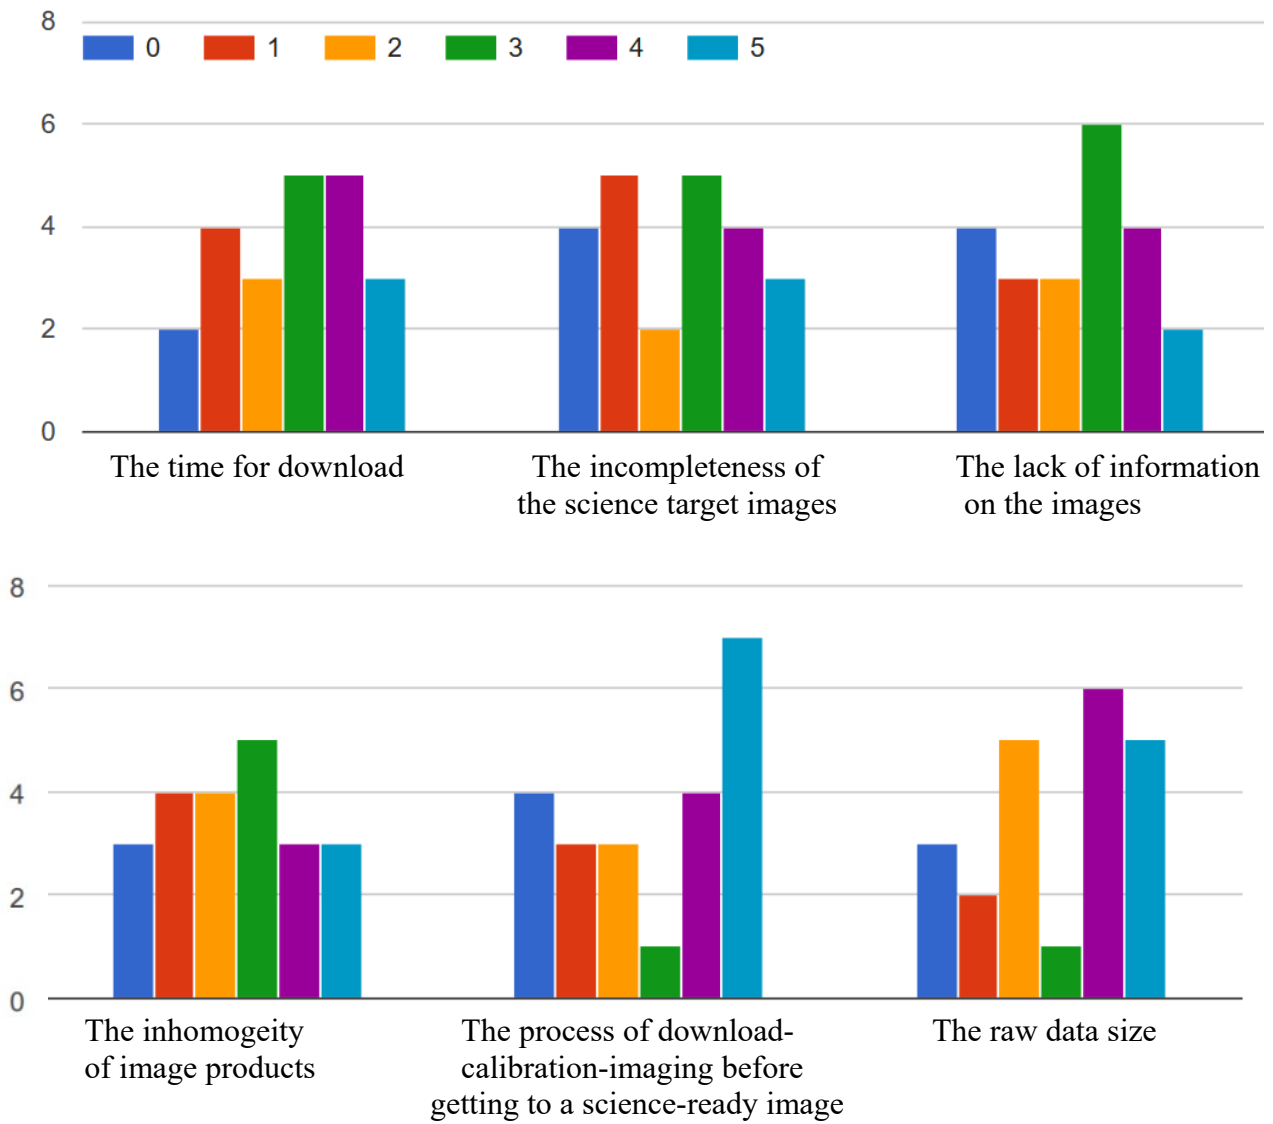 8
0 1 2 3 4 5
6
4
2
0
The time for download
The incompleteness of
the science target images
The lack of information
on the images
8
6
4
2
0
The inhomogeity
of image products
The process of download-
calibration-imaging before
getting to a science-ready image
The raw data size